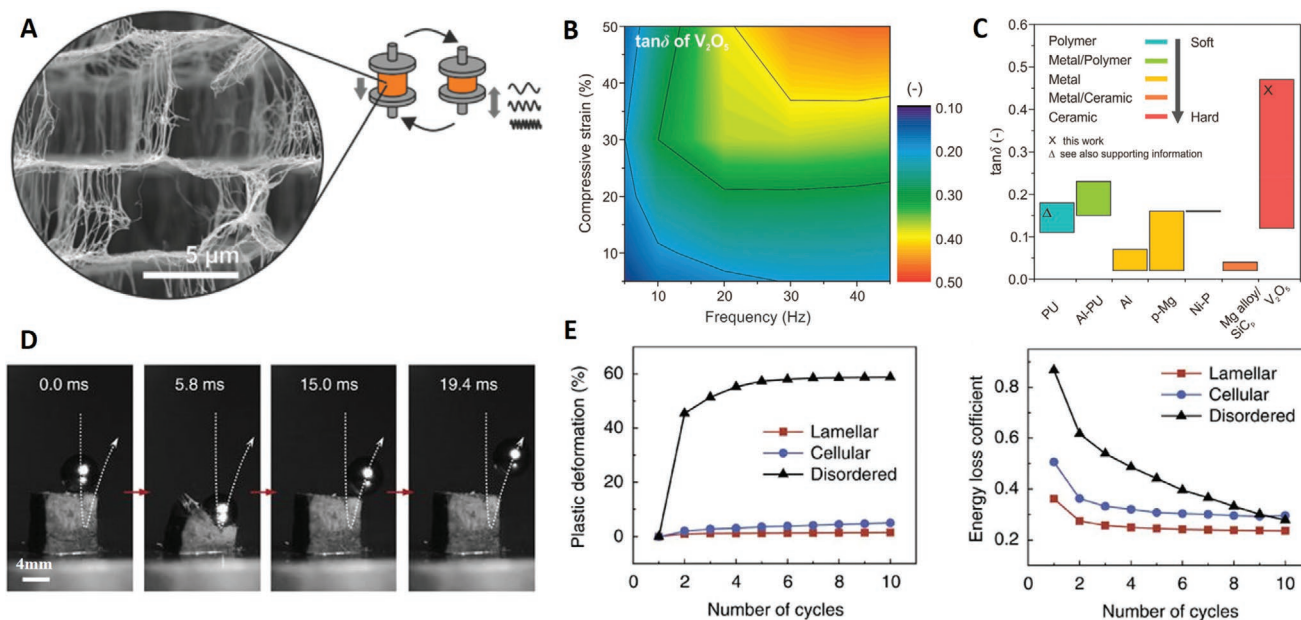 A
5 µm
B
tanδ of V₂O₅
Compressive strain (%)
50
40
30
20
10
10 20 30 40
Frequency (Hz)
(-)
0.10
0.20
0.30
0.40
0.50
C
tanδ (-)
0.6
0.5
0.4
0.3
0.2
0.1
0.0
Polymer Soft
Metal/Polymer
Metal
Metal/Ceramic
Ceramic Hard
X this work
Δ see also supporting information
X
Δ
PU
Al-PU
Al
p-Mg
Ni-P
Mg alloy/
SiCₚ
V₂O₅
D
0.0 ms
5.8 ms
15.0 ms
19.4 ms
4mm
E
Plastic deformation (%)
60
40
20
0
Lamellar
Cellular
Disordered
0 2 4 6 8 10
Number of cycles
Energy loss cofficient
0.8
0.6
0.4
0.2
Lamellar
Cellular
Disordered
0 2 4 6 8 10
Number of cycles